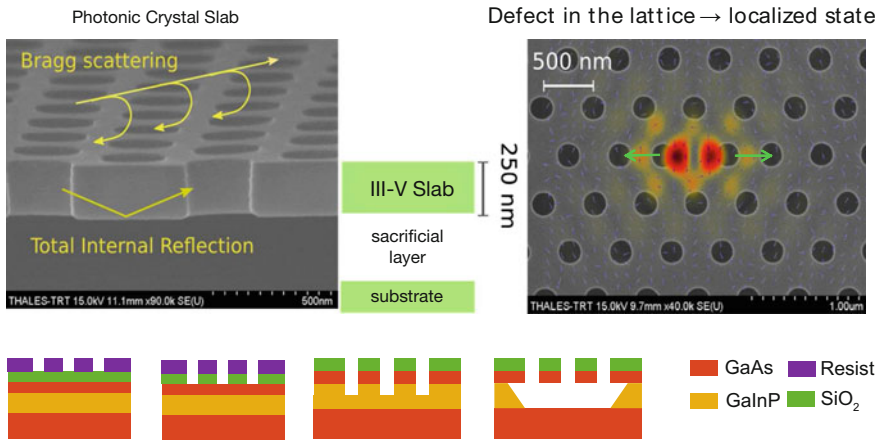 Photonic Crystal Slab
Defect in the lattice → localized state
Bragg scattering
Total Internal Reflection
THALES-TRT 15.0kV 11.1mm x90.0k SE(U)
500nm
III-V Slab
250 nm
sacrificial
layer
substrate
500 nm
THALES-TRT 15.0kV 9.7mm x40.0k SE(U)
1.00um
GaAs
Resist
GaInP
SiO2